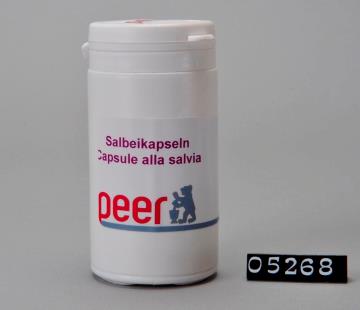 Salbeikapseln
Capsule alla salvia
peer
05268